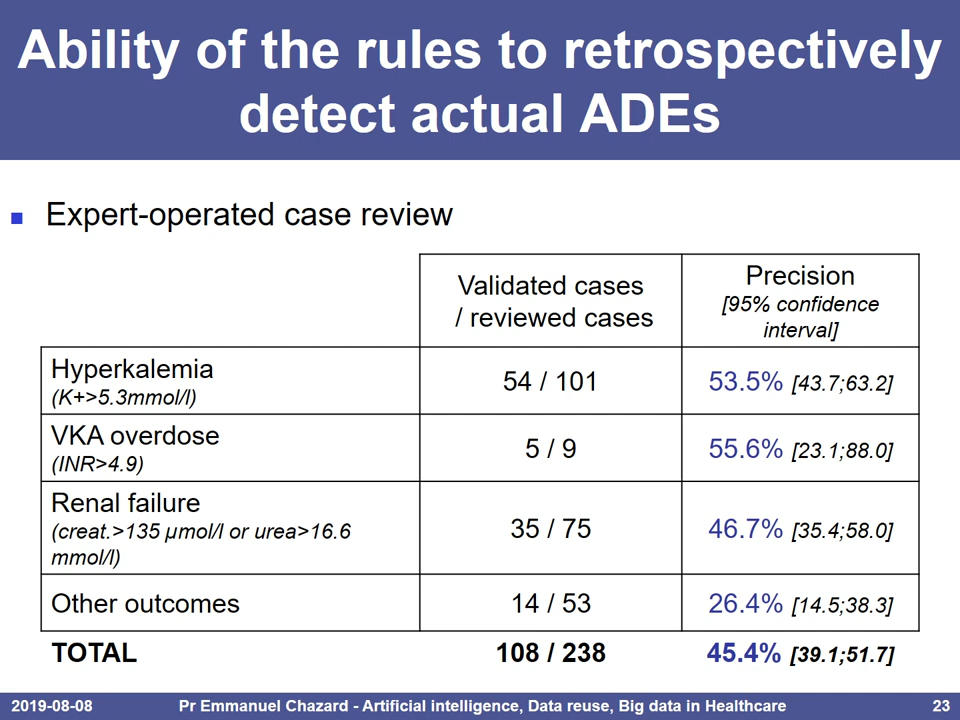 Ability of the rules to retrospectively
detect actual ADEs
Expert-operated case review
Validated cases
/ reviewed cases
Precision
[95% confidence
interval]
Hyperkalemia
(K+>5.3mmol/l)
54 / 101
53.5% [43.7;63.2]
VKA overdose
(INR>4.9)
5 / 9
55.6% [23.1;88.0]
Renal failure
(creat.>135 µmol/l or urea>16.6
mmol/l)
35 / 75
46.7% [35.4;58.0]
Other outcomes
14 / 53
26.4% [14.5;38.3]
TOTAL
108 / 238
45.4% [39.1;51.7]
2019-08-08
Pr Emmanuel Chazard - Artificial intelligence, Data reuse, Big data in Healthcare
23